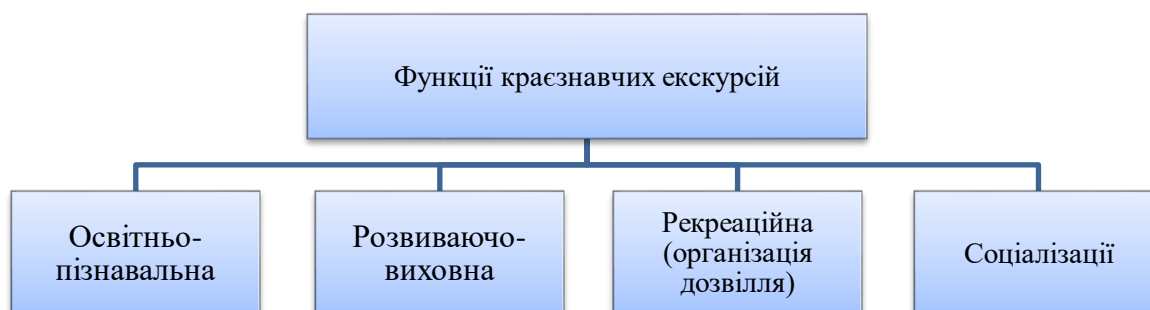 Функції краєзнавчих екскурсій
Освітньо-
пізнавальна
Розвиваючо-
виховна
Рекреаційна
(організація
дозвілля)
Соціалізації